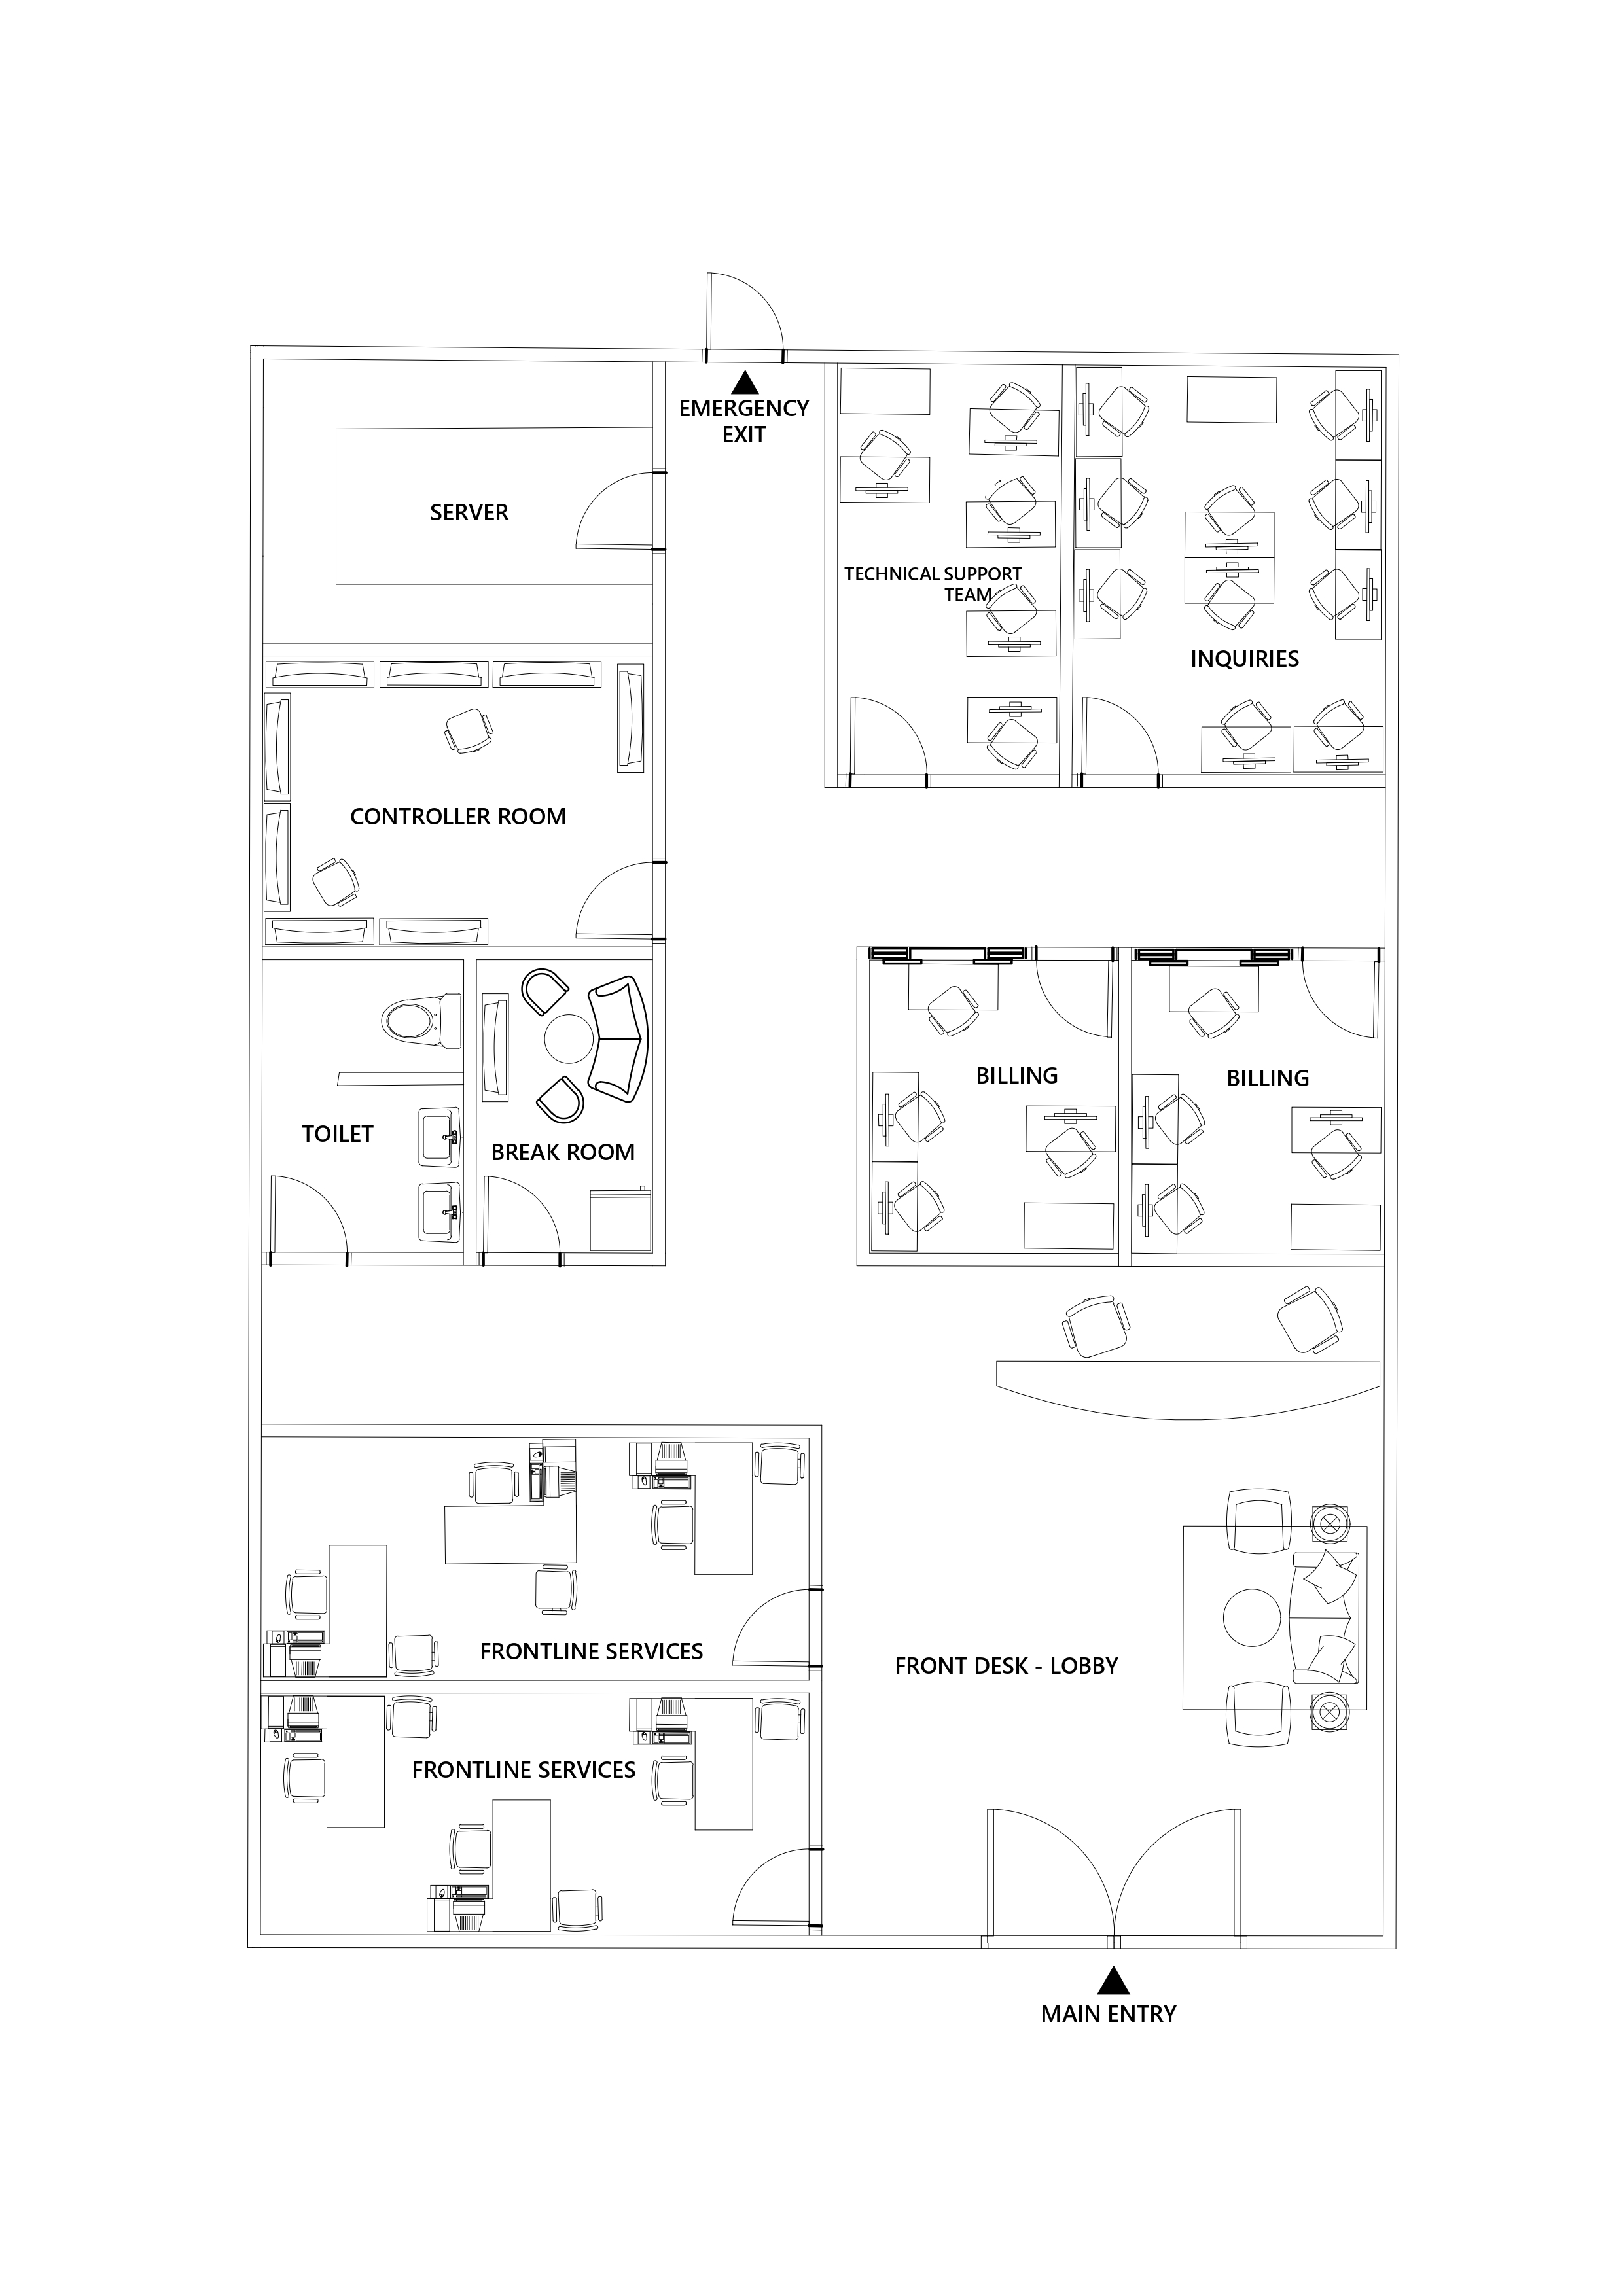 EMERGENCY
EXIT
SERVER
TECHNICAL SUPPORT
TEAM
INQUIRIES
CONTROLLER ROOM
BILLING
BILLING
TOILET
BREAK ROOM
FRONTLINE SERVICES
FRONT DESK - LOBBY
FRONTLINE SERVICES
MAIN ENTRY